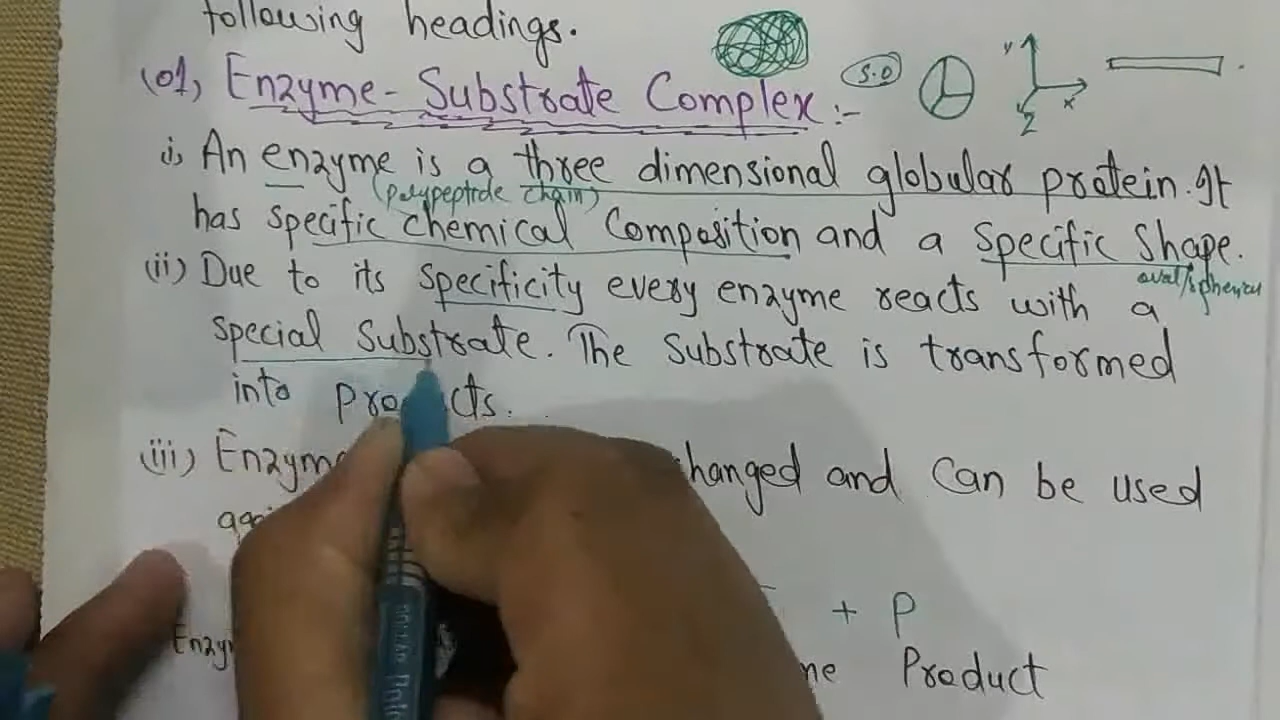 following headings.
(01) Enzyme-Substrate Complex :-
3.D
y
x
z
i) An enzyme is a three dimensional globular protein. It
(polypeptide chain)
has specific chemical Composition and a specific Shape.
oval/spherical
(ii) Due to its specificity every enzyme reacts with a
special Substrate. The Substrate is transformed
into products.
(iii) and can be used
+ P
Product